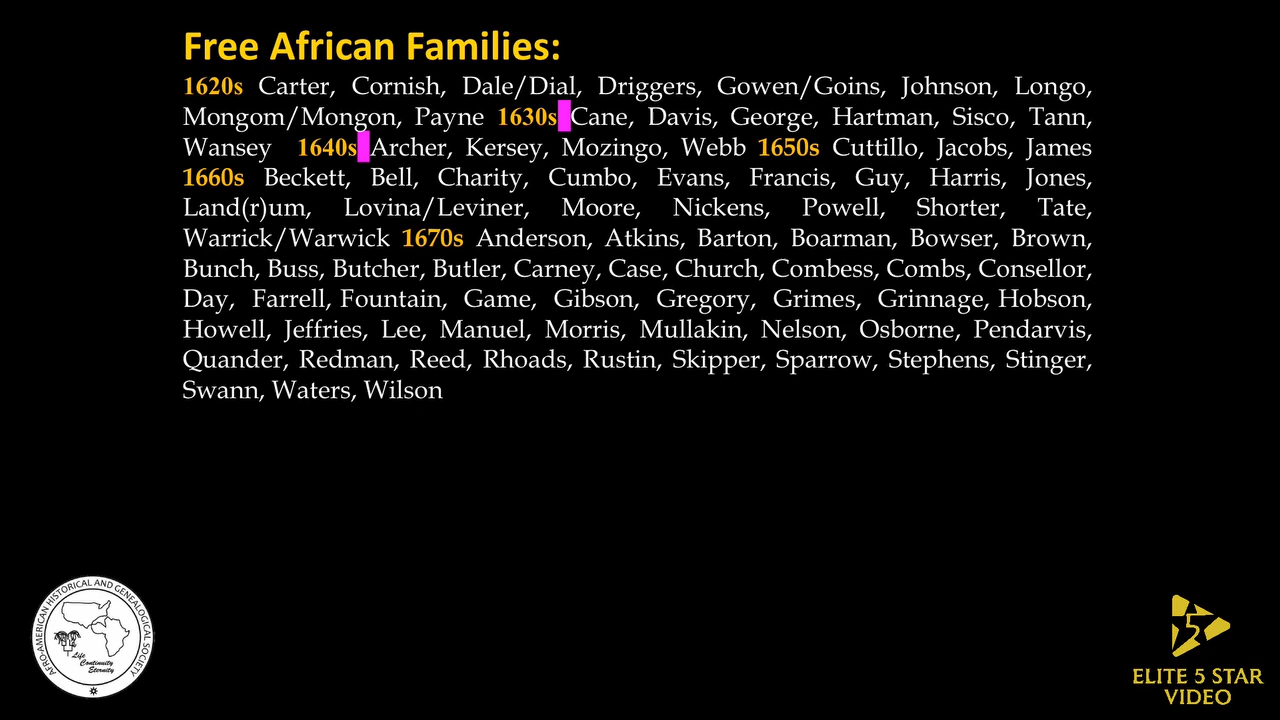 Free African Families:
1620s Carter, Cornish, Dale/Dial, Driggers, Gowen/Goins, Johnson, Longo,
Mongom/Mongon, Payne 1630s Cane, Davis, George, Hartman, Sisco, Tann,
Wansey 1640s Archer, Kersey, Mozingo, Webb 1650s Cuttillo, Jacobs, James
1660s Beckett, Bell, Charity, Cumbo, Evans, Francis, Guy, Harris, Jones,
Land(r)um, Lovina/Leviner, Moore, Nickens, Powell, Shorter, Tate,
Warrick/Warwick 1670s Anderson, Atkins, Barton, Boarman, Bowser, Brown,
Bunch, Buss, Butcher, Butler, Carney, Case, Church, Combess, Combs, Consellor,
Day, Farrell, Fountain, Game, Gibson, Gregory, Grimes, Grinnage, Hobson,
Howell, Jeffries, Lee, Manuel, Morris, Mullakin, Nelson, Osborne, Pendarvis,
Quander, Redman, Reed, Rhoads, Rustin, Skipper, Sparrow, Stephens, Stinger,
Swann, Waters, Wilson
AFRO-AMERICAN HISTORICAL AND GENEALOGICAL SOCIETY
Life
Continuity
Eternity
5
ELITE 5 STAR
VIDEO